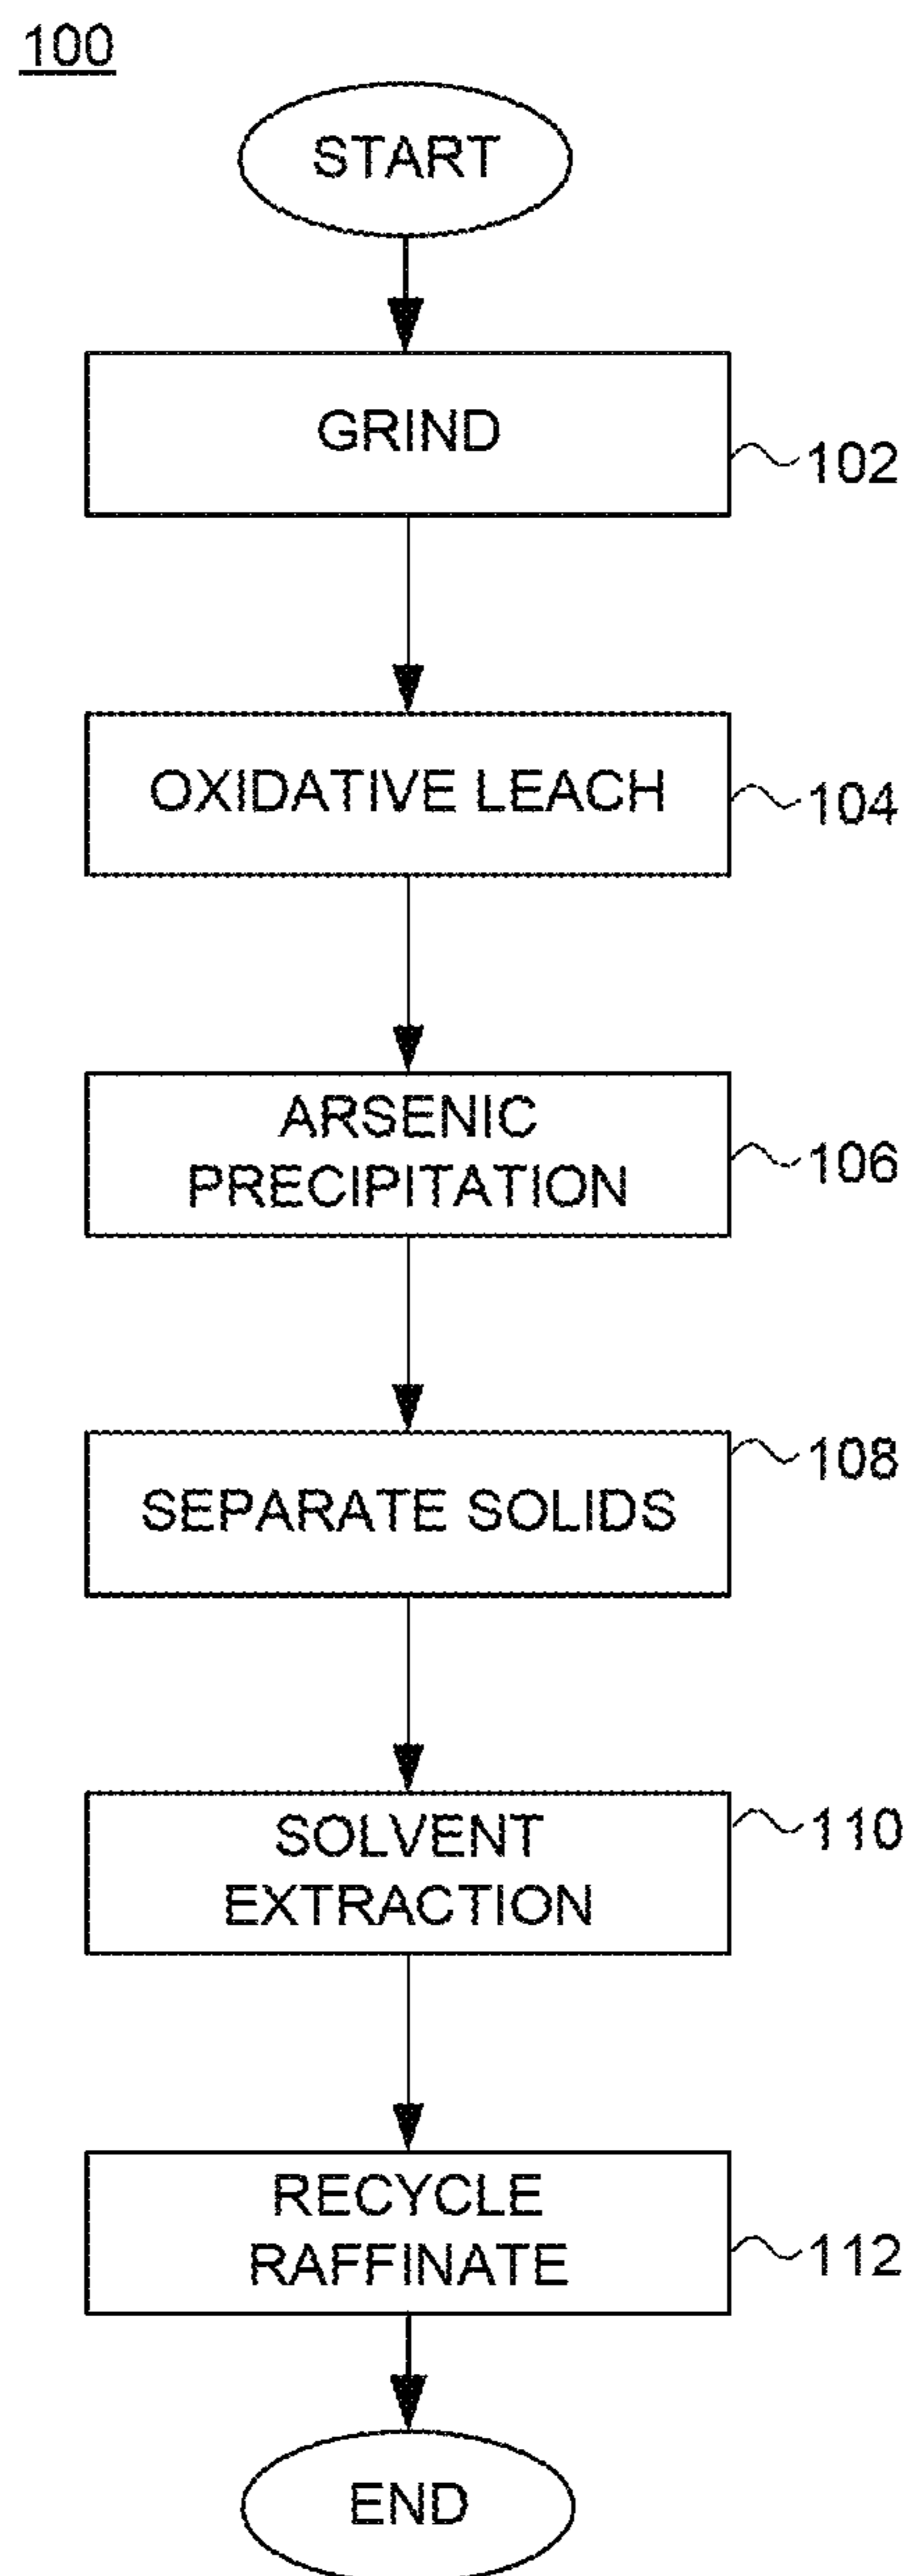 100
START
GRIND
102
OXIDATIVE LEACH
104
ARSENIC
PRECIPITATION
106
108
SEPARATE SOLIDS
SOLVENT
EXTRACTION
110
RECYCLE
RAFFINATE
112
END